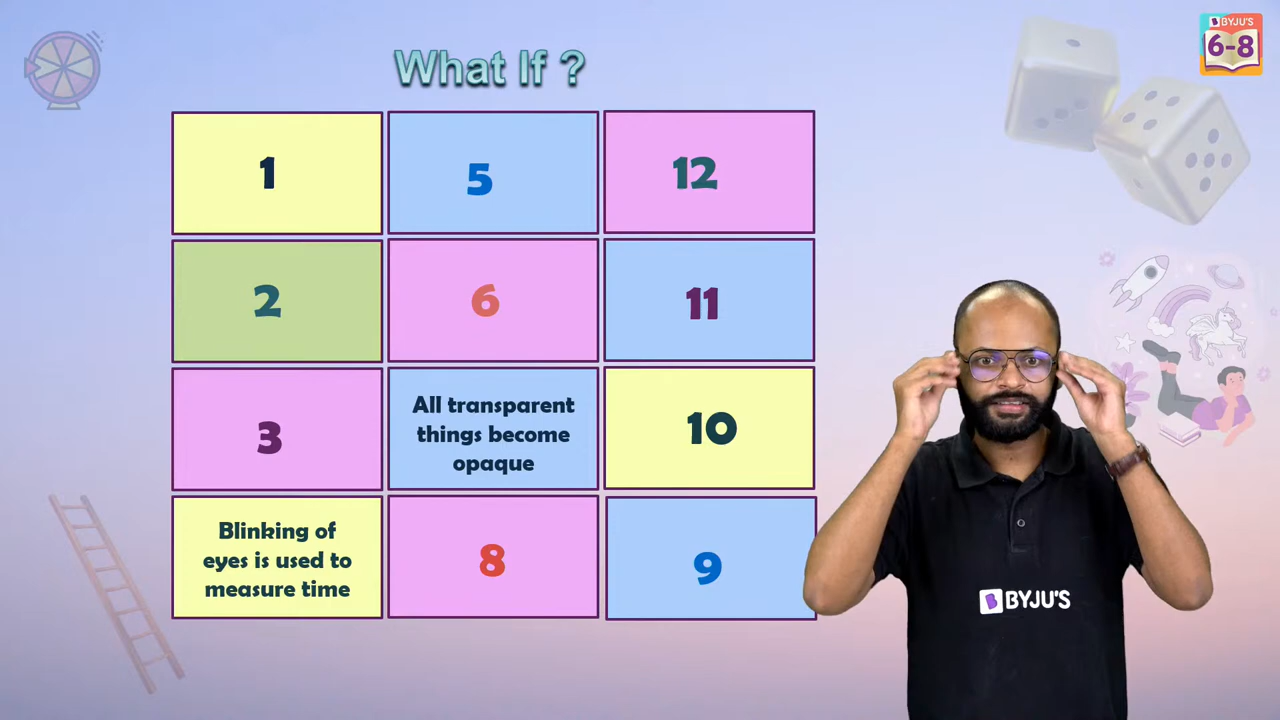 What If ?
BYJU'S
6-8
1
5
12
2
6
11
3
All transparent
things become
opaque
10
Blinking of
eyes is used to
measure time
8
9
BYJU'S